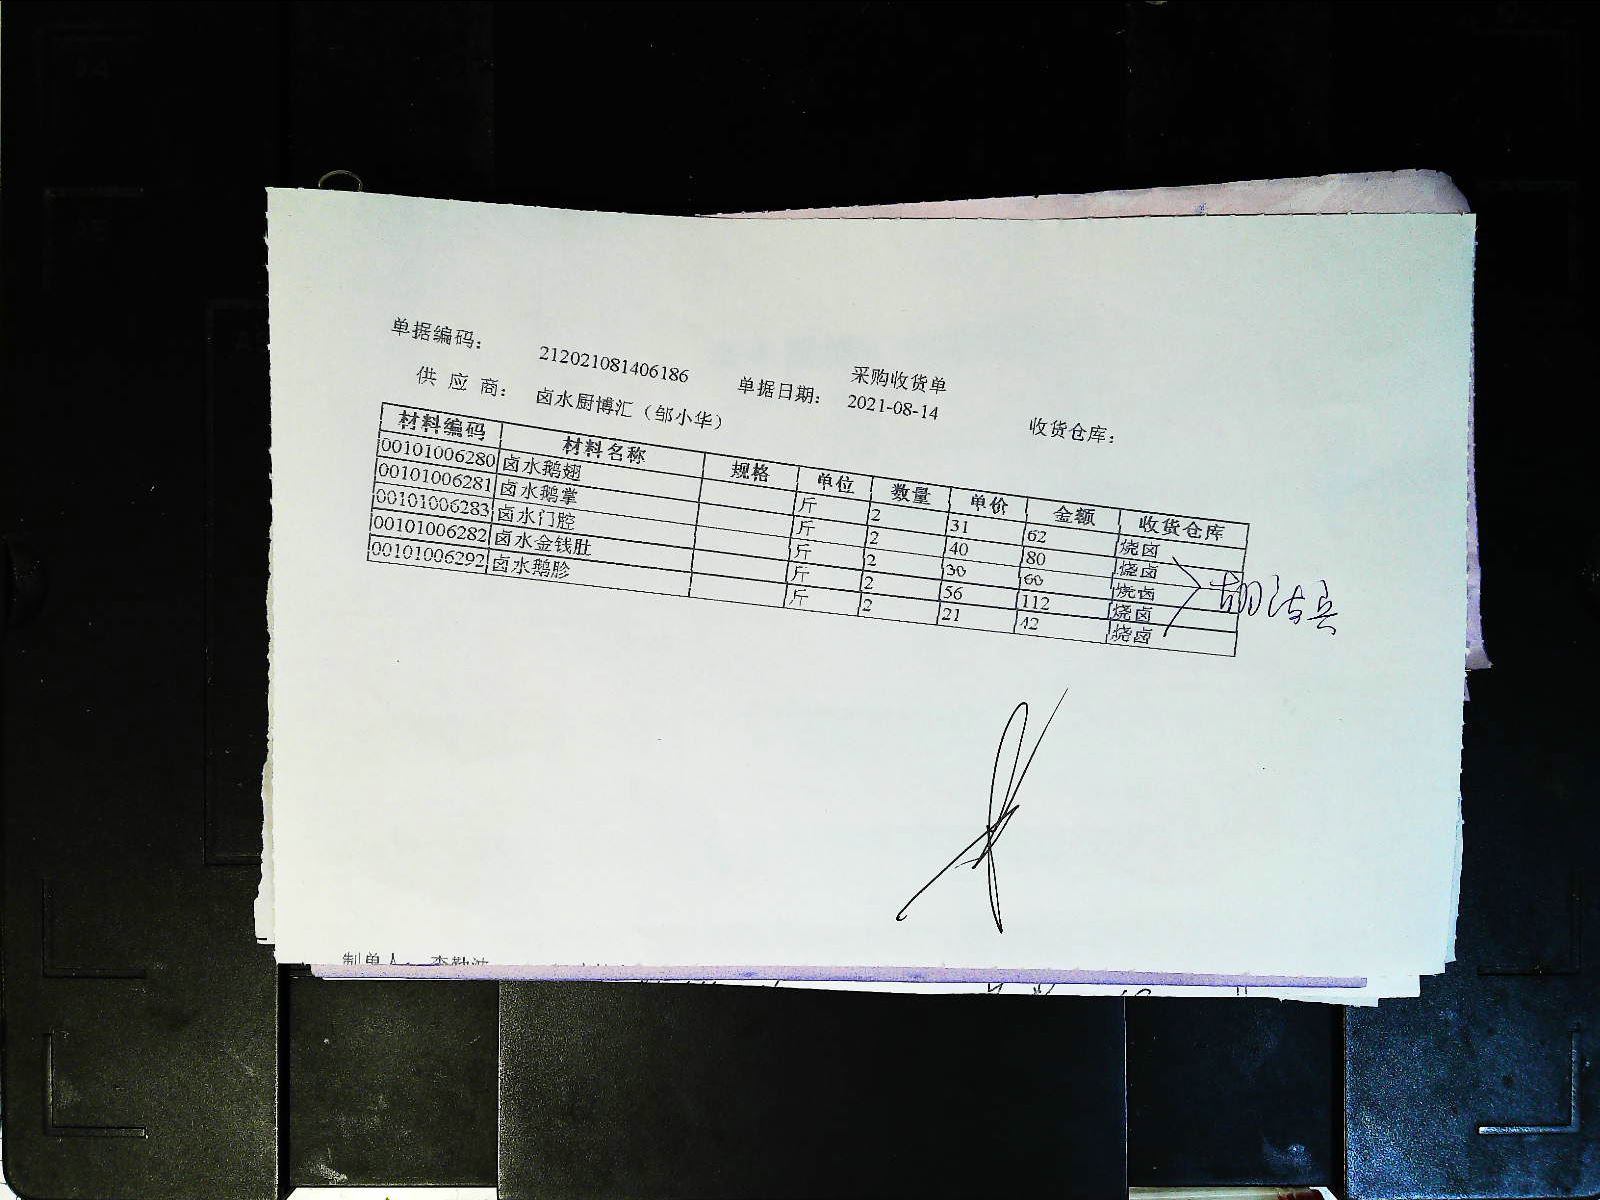 采购收货单
单据编码： 212021081406186 单据日期： 2021-08-14 收货仓库：
供 应 商： 卤水厨博汇（邹小华）
材料编码 材料名称 规格 单位 数量 单价 金额 收货仓库
00101006280 卤水鹅翅 斤 2 31 62 烧卤
00101006281 卤水鹅掌 斤 2 40 80 烧卤
00101006283 卤水门腔 斤 2 30 60 烧卤
00101006282 卤水金钱肚 斤 2 56 112 烧卤
00101006292 卤水鹅胗 斤 2 21 42 烧卤
制单人：